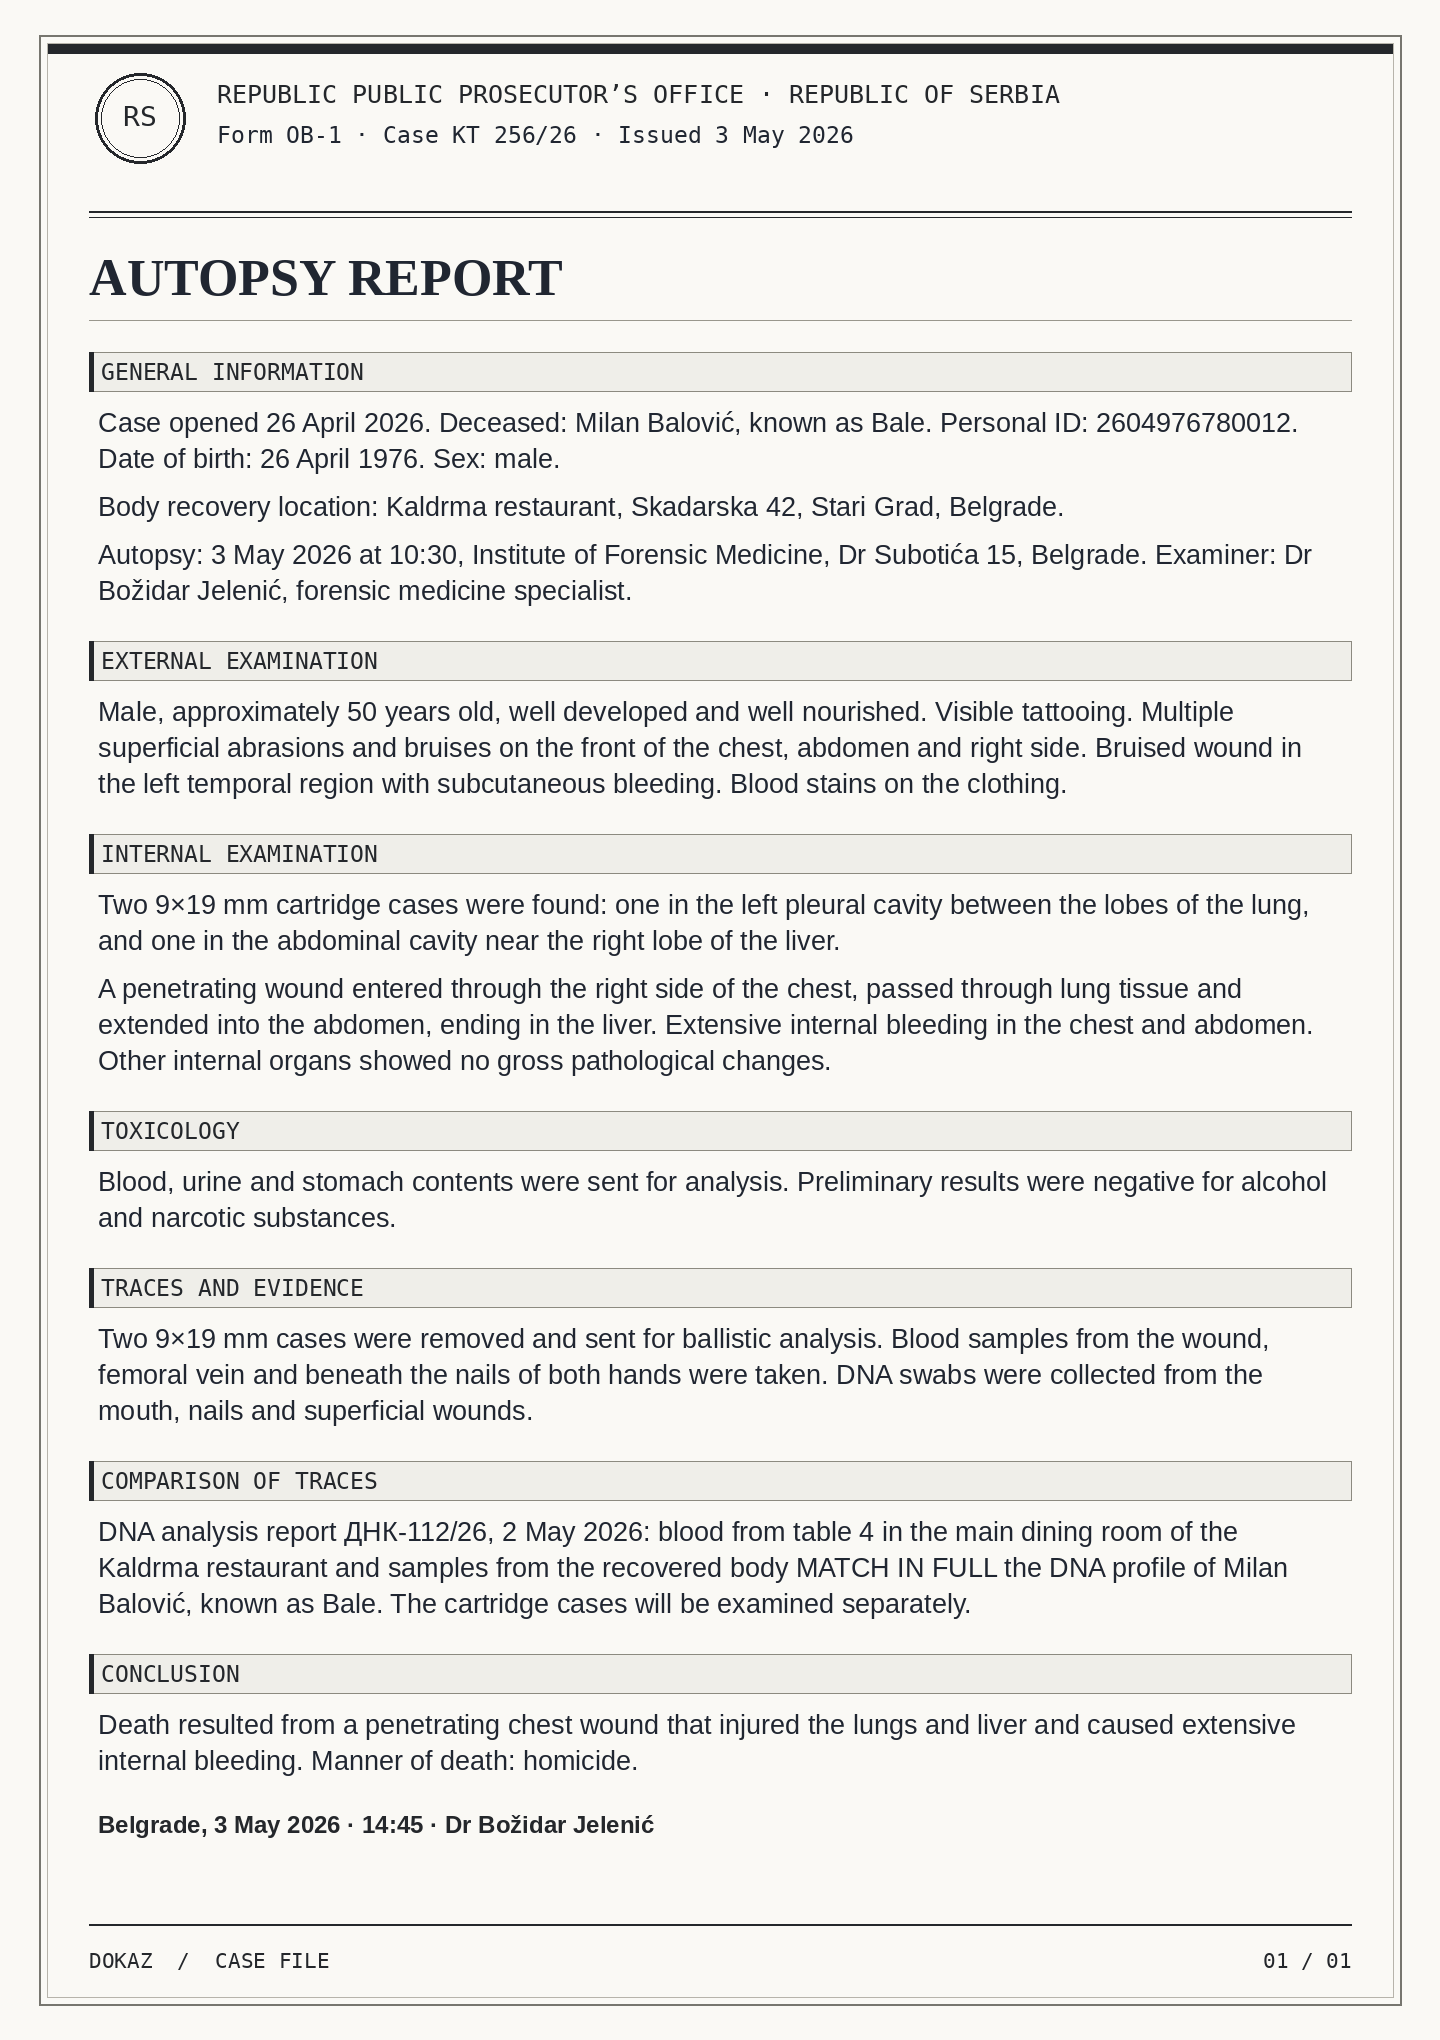 RS
REPUBLIC PUBLIC PROSECUTOR’S OFFICE · REPUBLIC OF SERBIA
Form OB-1 · Case KT 256/26 · Issued 3 May 2026
AUTOPSY REPORT
GENERAL INFORMATION
Case opened 26 April 2026. Deceased: Milan Balović, known as Bale. Personal ID: 2604976780012.
Date of birth: 26 April 1976. Sex: male.
Body recovery location: Kaldrma restaurant, Skadarska 42, Stari Grad, Belgrade.
Autopsy: 3 May 2026 at 10:30, Institute of Forensic Medicine, Dr Subotića 15, Belgrade. Examiner: Dr
Božidar Jelenić, forensic medicine specialist.
EXTERNAL EXAMINATION
Male, approximately 50 years old, well developed and well nourished. Visible tattooing. Multiple
superficial abrasions and bruises on the front of the chest, abdomen and right side. Bruised wound in
the left temporal region with subcutaneous bleeding. Blood stains on the clothing.
INTERNAL EXAMINATION
Two 9×19 mm cartridge cases were found: one in the left pleural cavity between the lobes of the lung,
and one in the abdominal cavity near the right lobe of the liver.
A penetrating wound entered through the right side of the chest, passed through lung tissue and
extended into the abdomen, ending in the liver. Extensive internal bleeding in the chest and abdomen.
Other internal organs showed no gross pathological changes.
TOXICOLOGY
Blood, urine and stomach contents were sent for analysis. Preliminary results were negative for alcohol
and narcotic substances.
TRACES AND EVIDENCE
Two 9×19 mm cases were removed and sent for ballistic analysis. Blood samples from the wound,
femoral vein and beneath the nails of both hands were taken. DNA swabs were collected from the
mouth, nails and superficial wounds.
COMPARISON OF TRACES
DNA analysis report ДНК-112/26, 2 May 2026: blood from table 4 in the main dining room of the
Kaldrma restaurant and samples from the recovered body MATCH IN FULL the DNA profile of Milan
Balović, known as Bale. The cartridge cases will be examined separately.
CONCLUSION
Death resulted from a penetrating chest wound that injured the lungs and liver and caused extensive
internal bleeding. Manner of death: homicide.
Belgrade, 3 May 2026 · 14:45 · Dr Božidar Jelenić
DOKAZ / CASE FILE
01 / 01